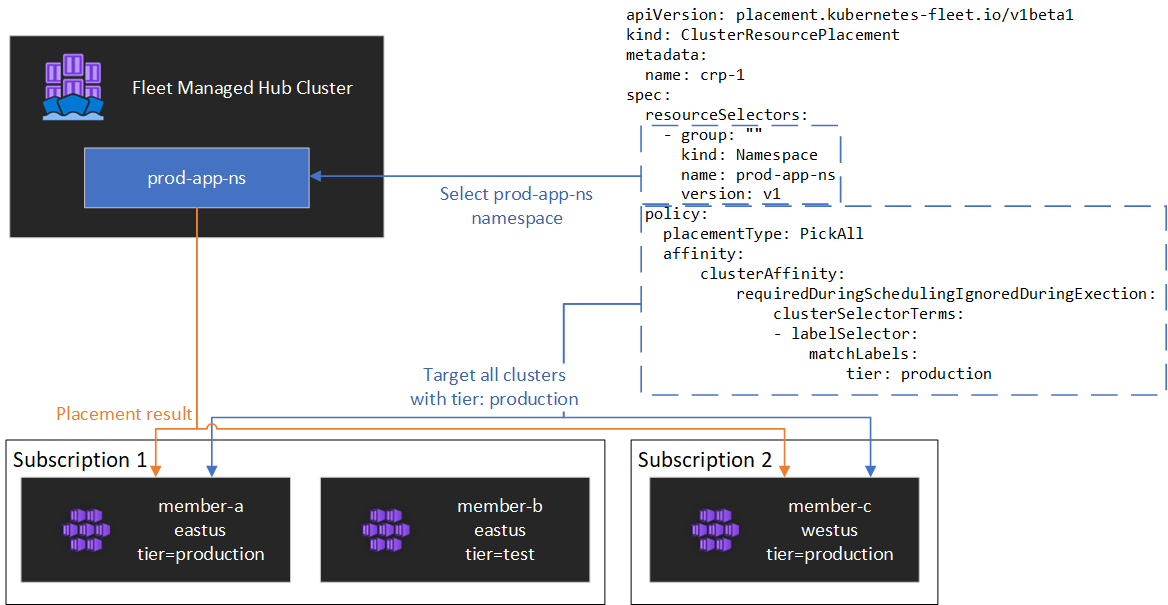 apiVersion: placement.kubernetes-fleet.io/v1beta1
kind: ClusterResourcePlacement
metadata:
  name: crp-1
spec:
  resourceSelectors:
    - group: ""
      kind: Namespace
      name: prod-app-ns
      version: v1
  policy:
    placementType: PickAll
    affinity:
        clusterAffinity:
            requiredDuringSchedulingIgnoredDuringExection:
                clusterSelectorTerms:
                - labelSelector:
                    matchLabels:
                        tier: production
Fleet Managed Hub Cluster
prod-app-ns
Select prod-app-ns
namespace
Target all clusters
with tier: production
Placement result
Subscription 1
member-a
eastus
tier=production
member-b
eastus
tier=test
Subscription 2
member-c
westus
tier=production